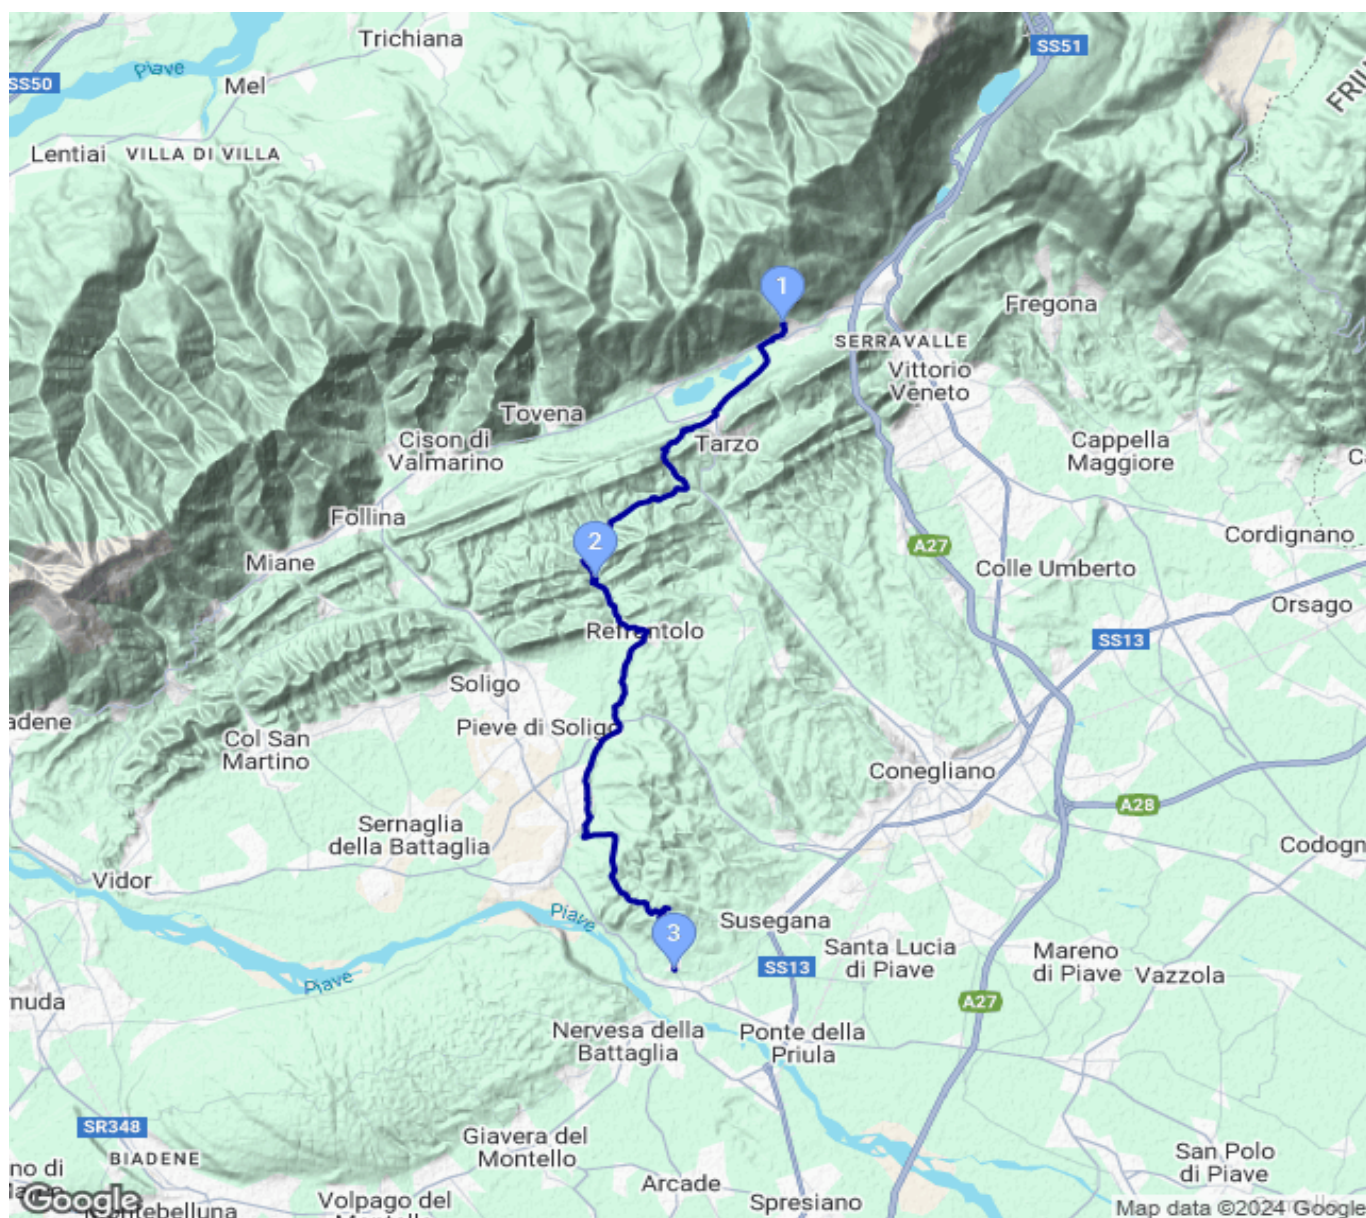 SS51
Trichiana
Piave
SS50
Mel
Lentiai
VILLA DI VILLA
1
Fregona
SERRAVALLE
Vittorio
Veneto
Tovena
Tarzo
Cison di
Valmarino
Cappella
Maggiore
Follina
Miane
2
A27
Cordignano
Colle Umberto
Orsago
SS13
Refrontolo
Soligo
Pieve di Soligo
Col San
Martino
Conegliano
A28
Sernaglia
della Battaglia
Vidor
Piave
Susegana
3
Santa Lucia
di Piave
Mareno
di Piave
SS13
Vazzola
Piave
A27
Nervesa della
Battaglia
Ponte della
Priula
SR348
BIADENE
Giavera del
Montello
San Polo
di Piave
Arcade
Volpago del
Spresiano
Google
Map data ©2024 Google